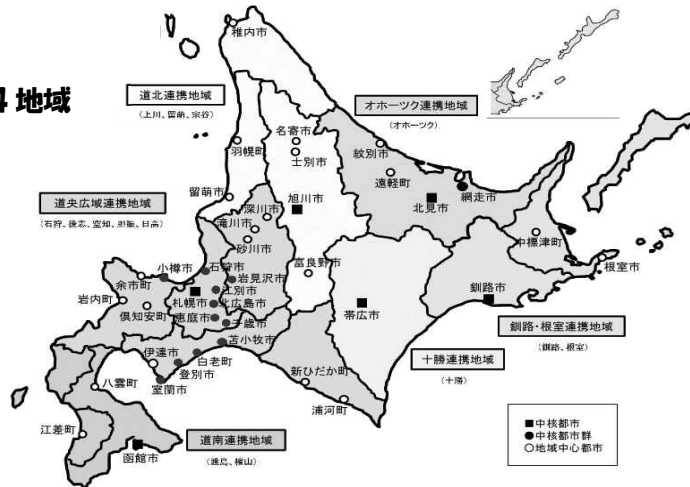 4 地域
稚内市
道北連携地域
(上川、留萌、宗谷)
オホーツク連携地域
(オホーツク)
名寄市
士別市
羽幌町
紋別市
遠軽町
網走市
北見市
留萌市
旭川市
道央広域連携地域
(石狩、後志、空知、胆振、日高)
深川市
滝川市
砂川市
中標津町
小樽市
石狩市
岩見沢市
富良野市
根室市
余市町
江別市
岩内町
札幌市
北広島市
釧路市
倶知安町
恵庭市
帯広市
千歳市
釧路・根室連携地域
(釧路、根室)
苫小牧市
伊達市
白老町
十勝連携地域
(十勝)
登別市
新ひだか町
八雲町
室蘭市
浦河町
江差町
道南連携地域
(渡島、檜山)
函館市
■中核都市
●中核都市群
○地域中心都市